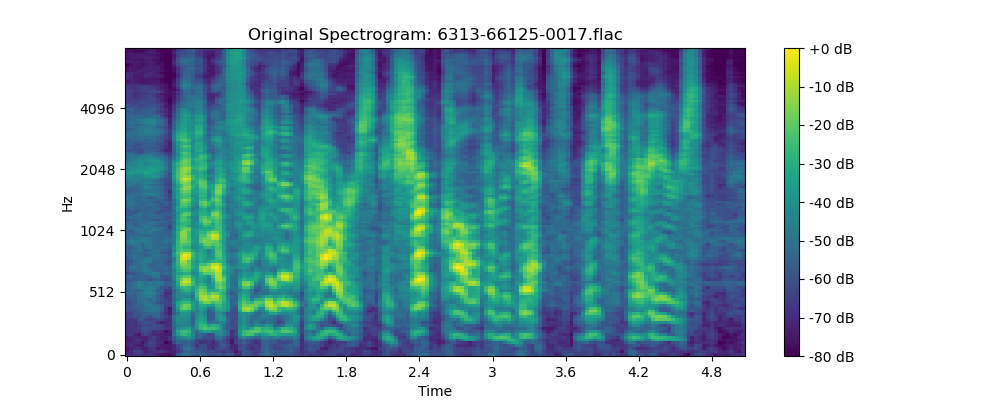 Original Spectrogram: 6313-66125-0017.flac
Hz
4096
2048
1024
512
0
0 0.6 1.2 1.8 2.4 3 3.6 4.2 4.8
Time
+0 dB
-10 dB
-20 dB
-30 dB
-40 dB
-50 dB
-60 dB
-70 dB
-80 dB